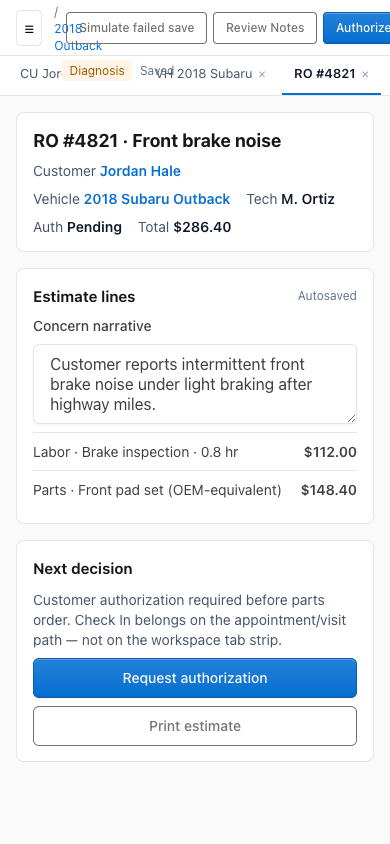 ≡
/
2018
Outback
Simulate failed save
Review Notes
Authorize
Diagnosis
Saved
CU Jor
VH 2018 Subaru ×
RO #4821 ×
RO #4821 · Front brake noise
Customer Jordan Hale
Vehicle 2018 Subaru Outback Tech M. Ortiz
Auth Pending Total $286.40
Estimate lines Autosaved
Concern narrative
Customer reports intermittent front
brake noise under light braking after
highway miles.
Labor · Brake inspection · 0.8 hr $112.00
Parts · Front pad set (OEM-equivalent) $148.40
Next decision
Customer authorization required before parts
order. Check In belongs on the appointment/visit
path — not on the workspace tab strip.
Request authorization
Print estimate